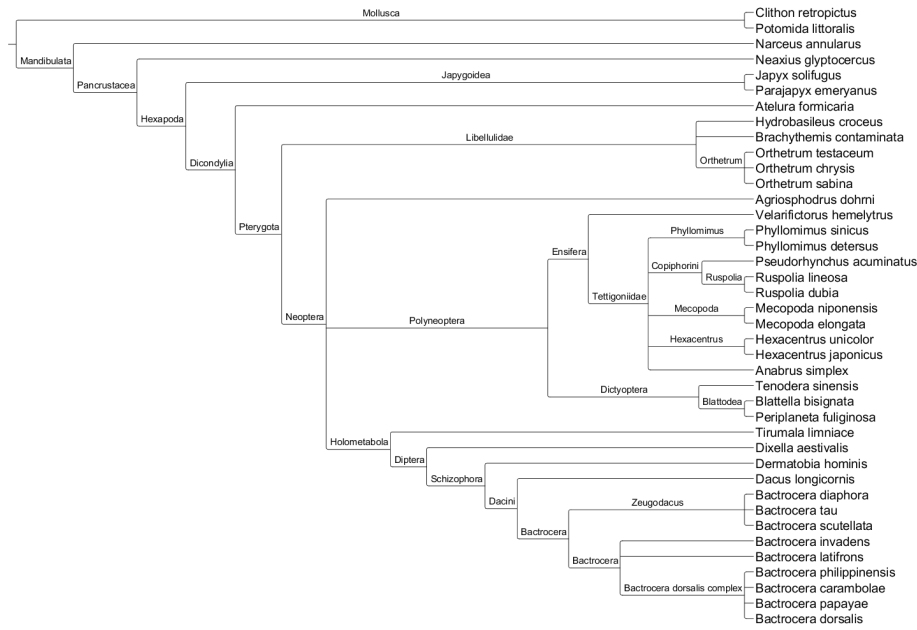 Mollusca
Clithon retropictus
Potomida littoralis
Narceus annularus
Mandibulata
Neaxius glyptocercus
Pancrustacea
Japygoidea
Japyx solifugus
Parajapyx emeryanus
Hexapoda
Atelura formicaria
Hydrobasileus croceus
Libellulidae
Brachythemis contaminata
Orthetrum testaceum
Dicondylia
Orthetrum
Orthetrum chrysis
Orthetrum sabina
Agriosphodrus dohrni
Velarifictorus hemelytrus
Pterygota
Phyllomimus
Phyllomimus sinicus
Phyllomimus detersus
Ensifera
Pseudorhynchus acuminatus
Copiphorini
Ruspolia
Ruspolia lineosa
Ruspolia dubia
Tettigoniidae
Mecopoda
Mecopoda niponensis
Neoptera
Polyneoptera
Mecopoda elongata
Hexacentrus
Hexacentrus unicolor
Hexacentrus japonicus
Anabrus simplex
Dictyoptera
Tenodera sinensis
Blattodea
Blattella bisignata
Periplaneta fuliginosa
Tirumala limniace
Holometabola
Dixella aestivalis
Diptera
Dermatobia hominis
Schizophora
Dacus longicornis
Dacini
Zeugodacus
Bactrocera diaphora
Bactrocera tau
Bactrocera scutellata
Bactrocera
Bactrocera invadens
Bactrocera latifrons
Bactrocera
Bactrocera philippinensis
Bactrocera dorsalis complex
Bactrocera carambolae
Bactrocera papayae
Bactrocera dorsalis